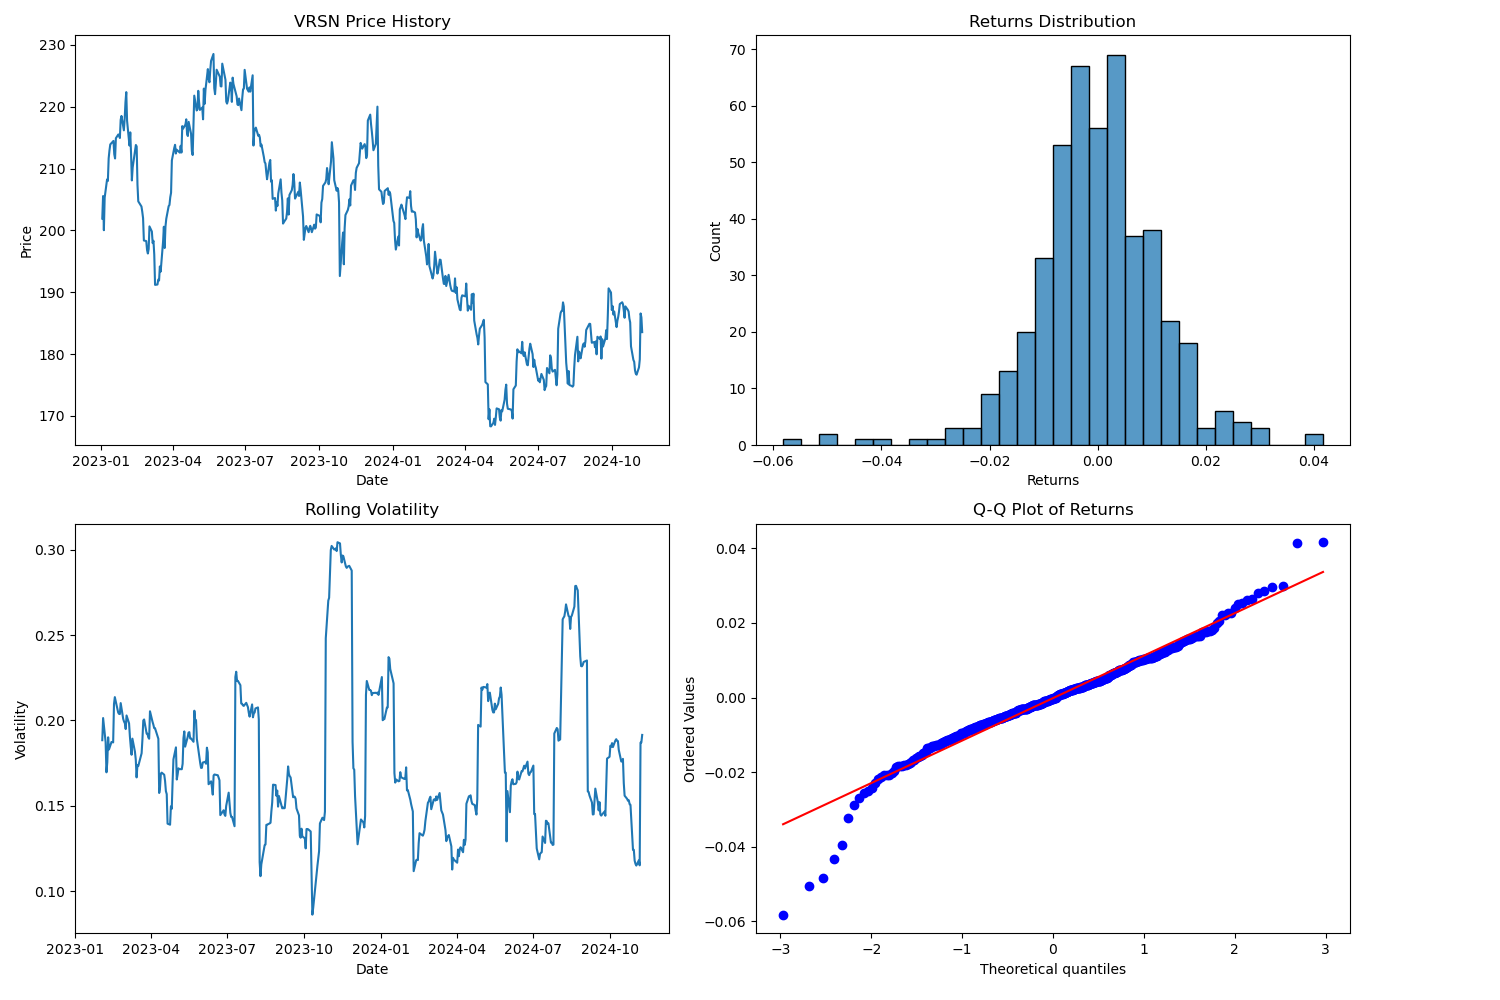 VRSN Price History
Price
230
220
210
200
190
180
170
2023-01 2023-04 2023-07 2023-10 2024-01 2024-04 2024-07 2024-10
Date
Returns Distribution
Count
70
60
50
40
30
20
10
0
−0.06 −0.04 −0.02 0.00 0.02 0.04
Returns
Rolling Volatility
Volatility
0.30
0.25
0.20
0.15
0.10
2023-01 2023-04 2023-07 2023-10 2024-01 2024-04 2024-07 2024-10
Date
Q-Q Plot of Returns
Ordered Values
0.04
0.02
0.00
−0.02
−0.04
−0.06
−3 −2 −1 0 1 2 3
Theoretical quantiles